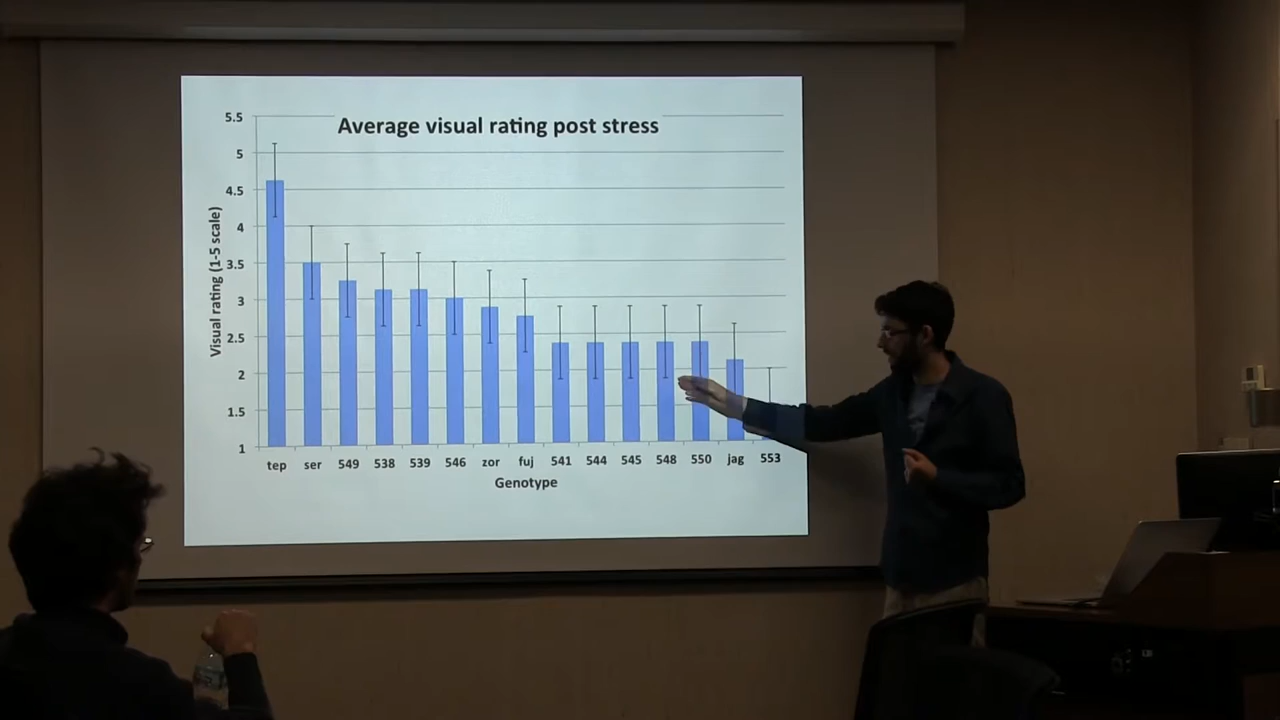 Average visual rating post stress
5.5
5
4.5
4
3.5
3
2.5
2
1.5
1
Visual rating (1-5 scale)
tep ser 549 538 539 546 zor fuj 541 544 545 548 550 jag 553
Genotype